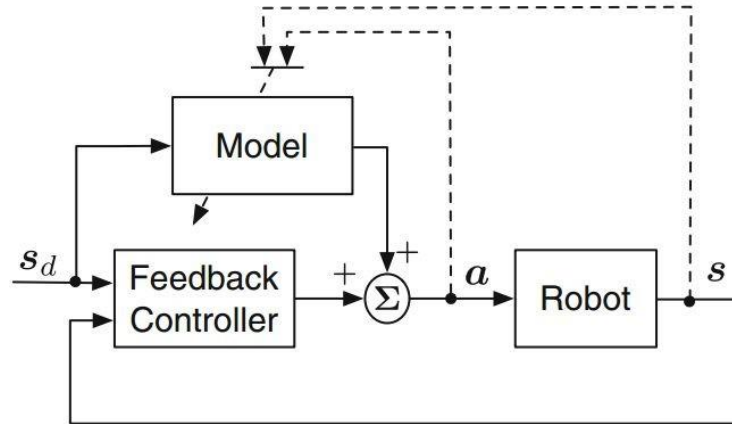 Model
s_d
Feedback
Controller
+
+
Σ
a
Robot
s